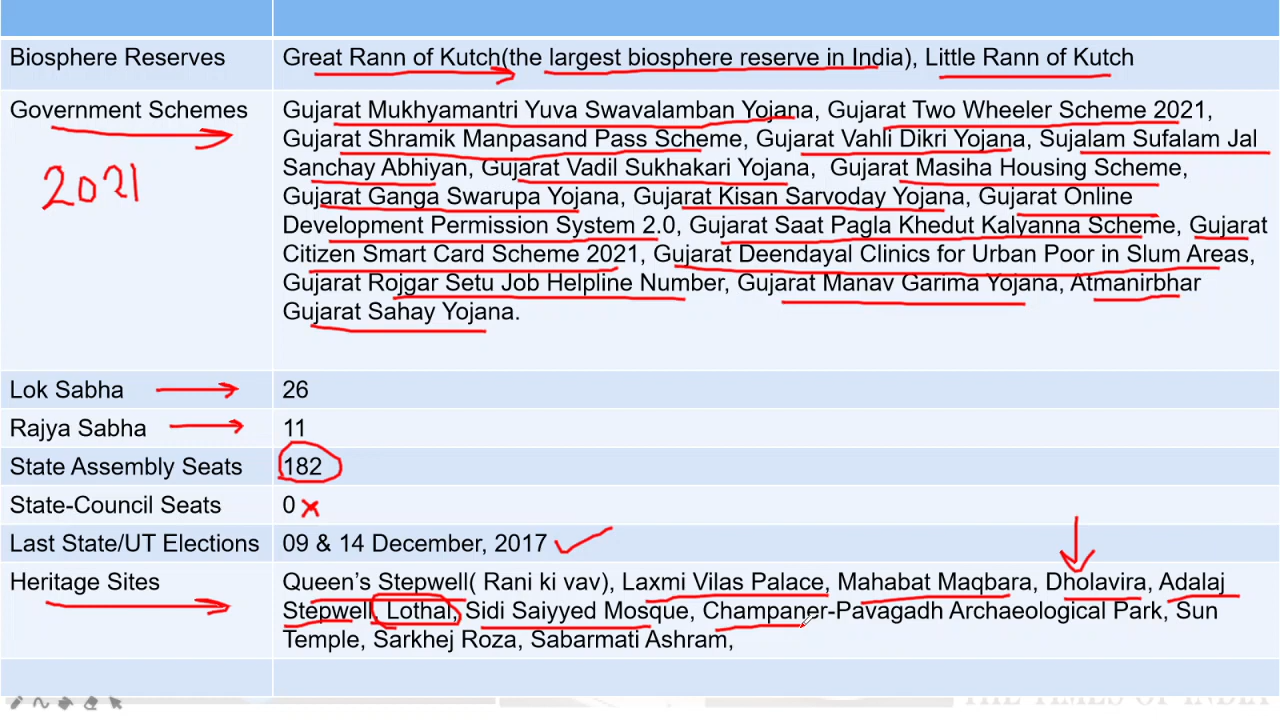 Biosphere Reserves
Great Rann of Kutch(the largest biosphere reserve in India), Little Rann of Kutch
Government Schemes
2021
Gujarat Mukhyamantri Yuva Swavalamban Yojana, Gujarat Two Wheeler Scheme 2021,
Gujarat Shramik Manpasand Pass Scheme, Gujarat Vahli Dikri Yojana, Sujalam Sufalam Jal
Sanchay Abhiyan, Gujarat Vadil Sukhakari Yojana, Gujarat Masiha Housing Scheme,
Gujarat Ganga Swarupa Yojana, Gujarat Kisan Sarvoday Yojana, Gujarat Online
Development Permission System 2.0, Gujarat Saat Pagla Khedut Kalyanna Scheme, Gujarat
Citizen Smart Card Scheme 2021, Gujarat Deendayal Clinics for Urban Poor in Slum Areas,
Gujarat Rojgar Setu Job Helpline Number, Gujarat Manav Garima Yojana, Atmanirbhar
Gujarat Sahay Yojana.
Lok Sabha
26
Rajya Sabha
11
State Assembly Seats
182
State-Council Seats
0
Last State/UT Elections
09 & 14 December, 2017
Heritage Sites
Queen's Stepwell( Rani ki vav), Laxmi Vilas Palace, Mahabat Maqbara, Dholavira, Adalaj
Stepwell, Lothal, Sidi Saiyyed Mosque, Champaner-Pavagadh Archaeological Park, Sun
Temple, Sarkhej Roza, Sabarmati Ashram,
THE TIMES OF INDIA